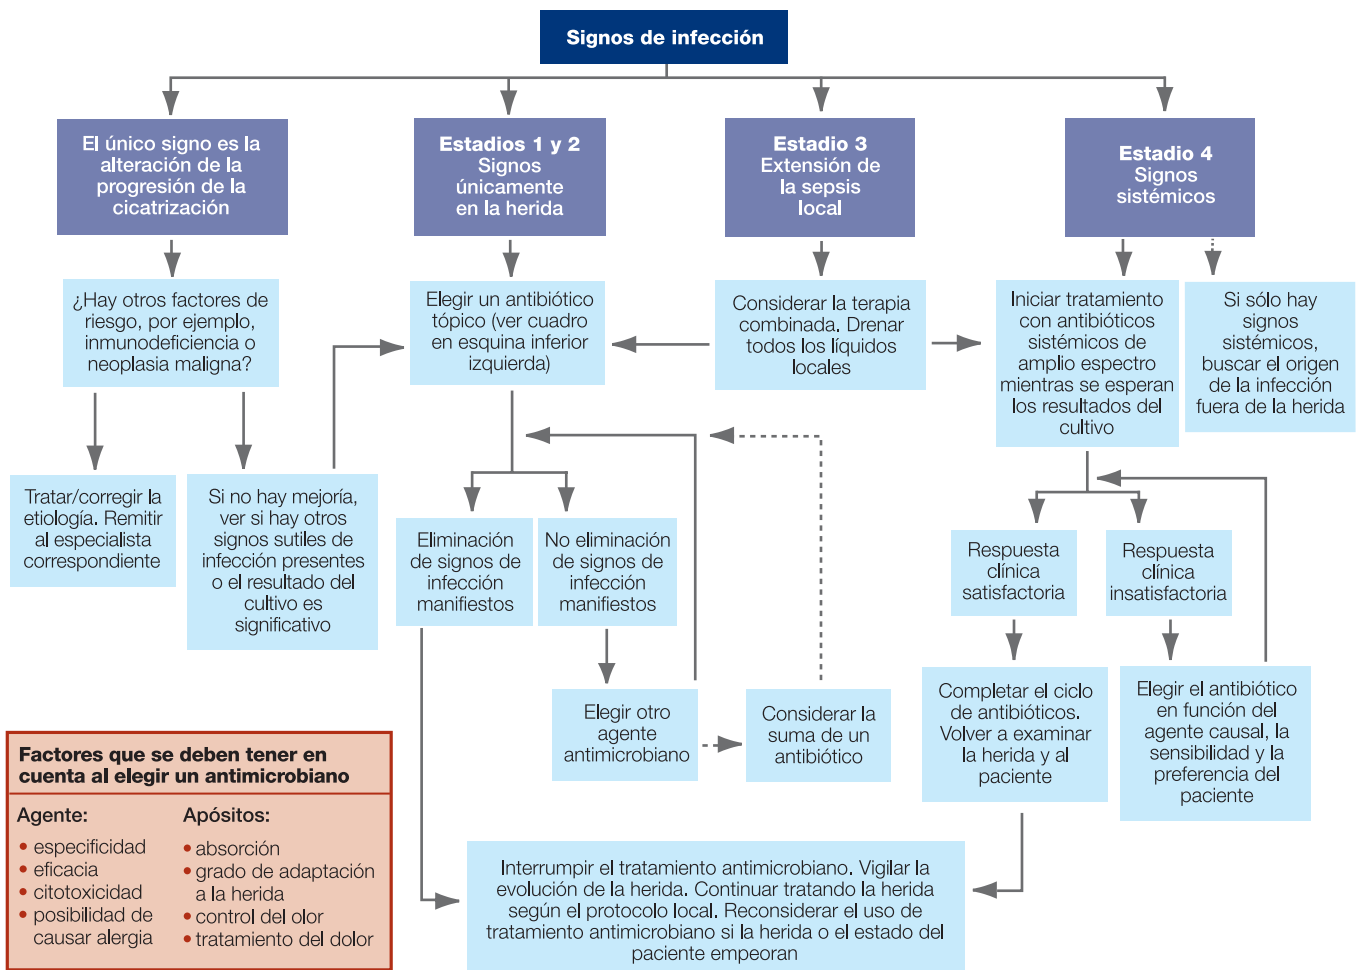 Signos de infección
El único signo es la
alteración de la
progresión de la
cicatrización
Estadios 1 y 2
Signos
únicamente
en la herida
Estadio 3
Extensión de
la sepsis
local
Estadio 4
Signos
sistémicos
¿Hay otros factores de
riesgo, por ejemplo,
inmunodeficiencia o
neoplasia maligna?
Elegir un antibiótico
tópico (ver cuadro
en esquina inferior
izquierda)
Considerar la terapia
combinada. Drenar
todos los líquidos
locales
Iniciar tratamiento
con antibióticos
sistémicos de
amplio espectro
mientras se esperan
los resultados del
cultivo
Si sólo hay
signos
sistémicos,
buscar el origen
de la infección
fuera de la herida
Tratar/corregir la
etiología. Remitir
al especialista
correspondiente
Si no hay mejoría,
ver si hay otros
signos sutiles de
infección presentes
o el resultado del
cultivo es
significativo
Eliminación
de signos de
infección
manifiestos
No eliminación
de signos de
infección
manifiestos
Respuesta
clínica
satisfactoria
Respuesta
clínica
insatisfactoria
Elegir otro
agente
antimicrobiano
Considerar la
suma de un
antibiótico
Completar el ciclo
de antibióticos.
Volver a examinar
la herida y al
paciente
Elegir el antibiótico
en función del
agente causal, la
sensibilidad y la
preferencia del
paciente
Factores que se deben tener en
cuenta al elegir un antimicrobiano
Agente:
• especificidad
• eficacia
• citotoxicidad
• posibilidad de
causar alergia
Apósitos:
• absorción
• grado de adaptación
a la herida
• control del olor
• tratamiento del dolor
Interrumpir el tratamiento antimicrobiano. Vigilar la
evolución de la herida. Continuar tratando la herida
según el protocolo local. Reconsiderar el uso de
tratamiento antimicrobiano si la herida o el estado del
paciente empeoran